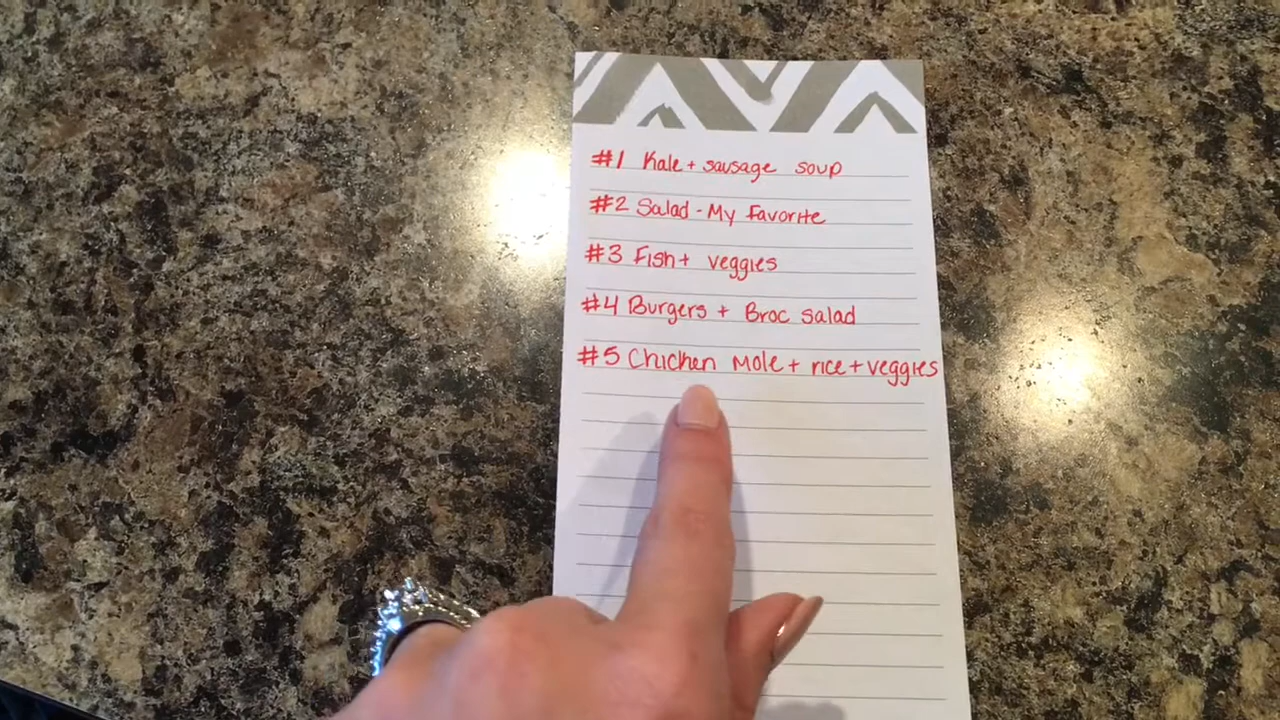 #1 Kale + sausage soup
#2 Salad - My favorite
#3 Fish + veggies
#4 Burgers + Broc salad
#5 Chicken Mole + rice + veggies